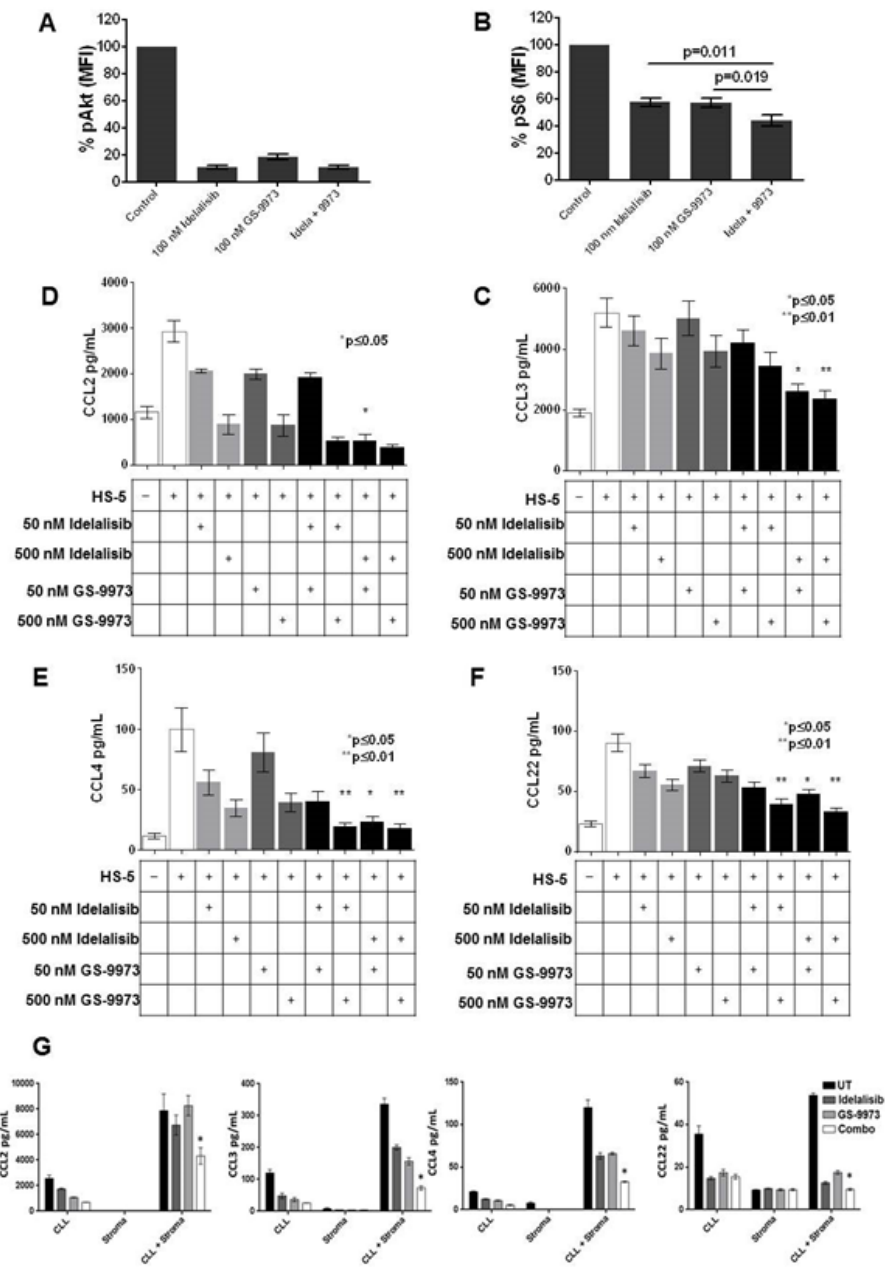 A
% pAkt (MFI)
120
100
80
60
40
20
0
Control
100 nM Idelalisib
100 nM GS-9973
Idela + 9973
B
% pS6 (MFI)
120
100
80
60
40
20
0
p=0.011
p=0.019
Control
100 nm Idelalisib
100 nM GS-9973
Idela + 9973
D
CCL2 pg/mL
4000
3000
2000
1000
0
*p≤0.05
*
HS-5 − + + + + + + + + +
50 nM Idelalisib + + +
500 nM Idelalisib + + +
50 nM GS-9973 + + +
500 nM GS-9973 + + +
C
CCL3 pg/mL
6000
4000
2000
0
*p≤0.05
**p≤0.01
* **
HS-5 − + + + + + + + + +
50 nM Idelalisib + + +
500 nM Idelalisib + + +
50 nM GS-9973 + + +
500 nM GS-9973 + + +
E
CCL4 pg/mL
150
100
50
0
*p≤0.05
**p≤0.01
** * **
HS-5 − + + + + + + + + +
50 nM Idelalisib + + +
500 nM Idelalisib + + +
50 nM GS-9973 + + +
500 nM GS-9973 + + +
F
CCL22 pg/mL
150
100
50
0
*p≤0.05
**p≤0.01
** * **
HS-5 − + + + + + + + + +
50 nM Idelalisib + + +
500 nM Idelalisib + + +
50 nM GS-9973 + + +
500 nM GS-9973 + + +
G
CCL2 pg/mL
10000
8000
6000
4000
2000
0
*
CLL
Stroma
CLL + Stroma
CCL3 pg/mL
400
300
200
100
0
*
CLL
Stroma
CLL + Stroma
CCL4 pg/mL
150
100
50
0
*
CLL
Stroma
CLL + Stroma
CCL22 pg/mL
60
40
20
0
*
CLL
Stroma
CLL + Stroma
UT
Idelalisib
GS-9973
Combo